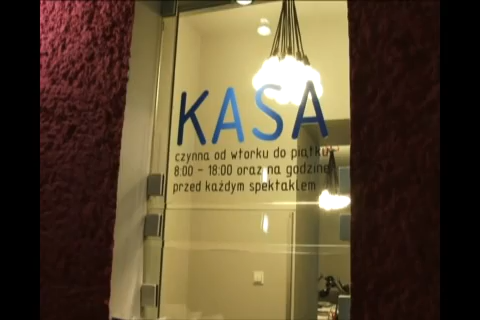 KASA
czynna od wtorku do piątku
8:00 - 18:00 oraz na godzinę
przed każdym spektaklem